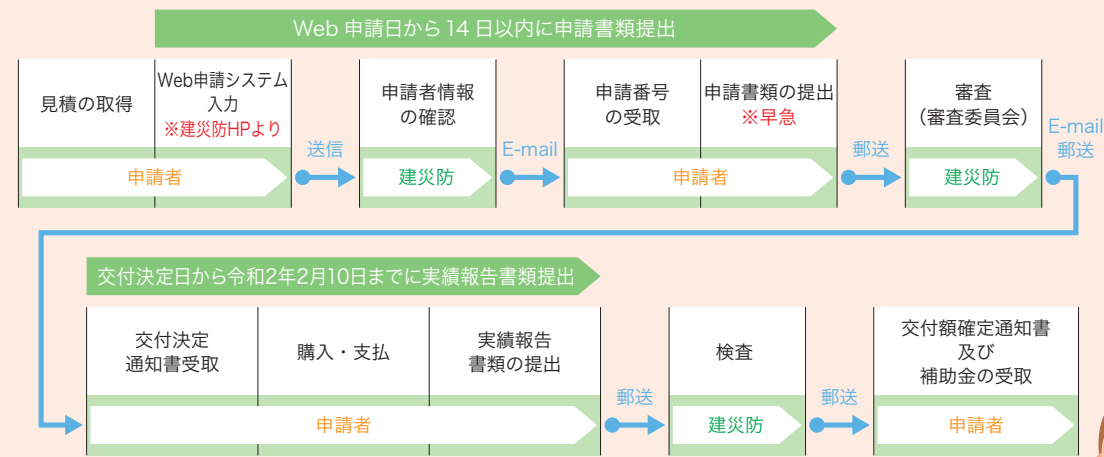 Web 申請日から 14 日以内に申請書類提出
見積の取得
Web申請システム
入力
※建災防HPより
申請者
送信
申請者情報
の確認
建災防
E-mail
申請番号
の受取
申請書類の提出
※早急
申請者
郵送
審査
（審査委員会）
建災防
E-mail
郵送
交付決定日から令和2年2月10日までに実績報告書類提出
交付決定
通知書受取
購入・支払
実績報告
書類の提出
申請者
郵送
検査
建災防
郵送
交付額確定通知書
及び
補助金の受取
申請者